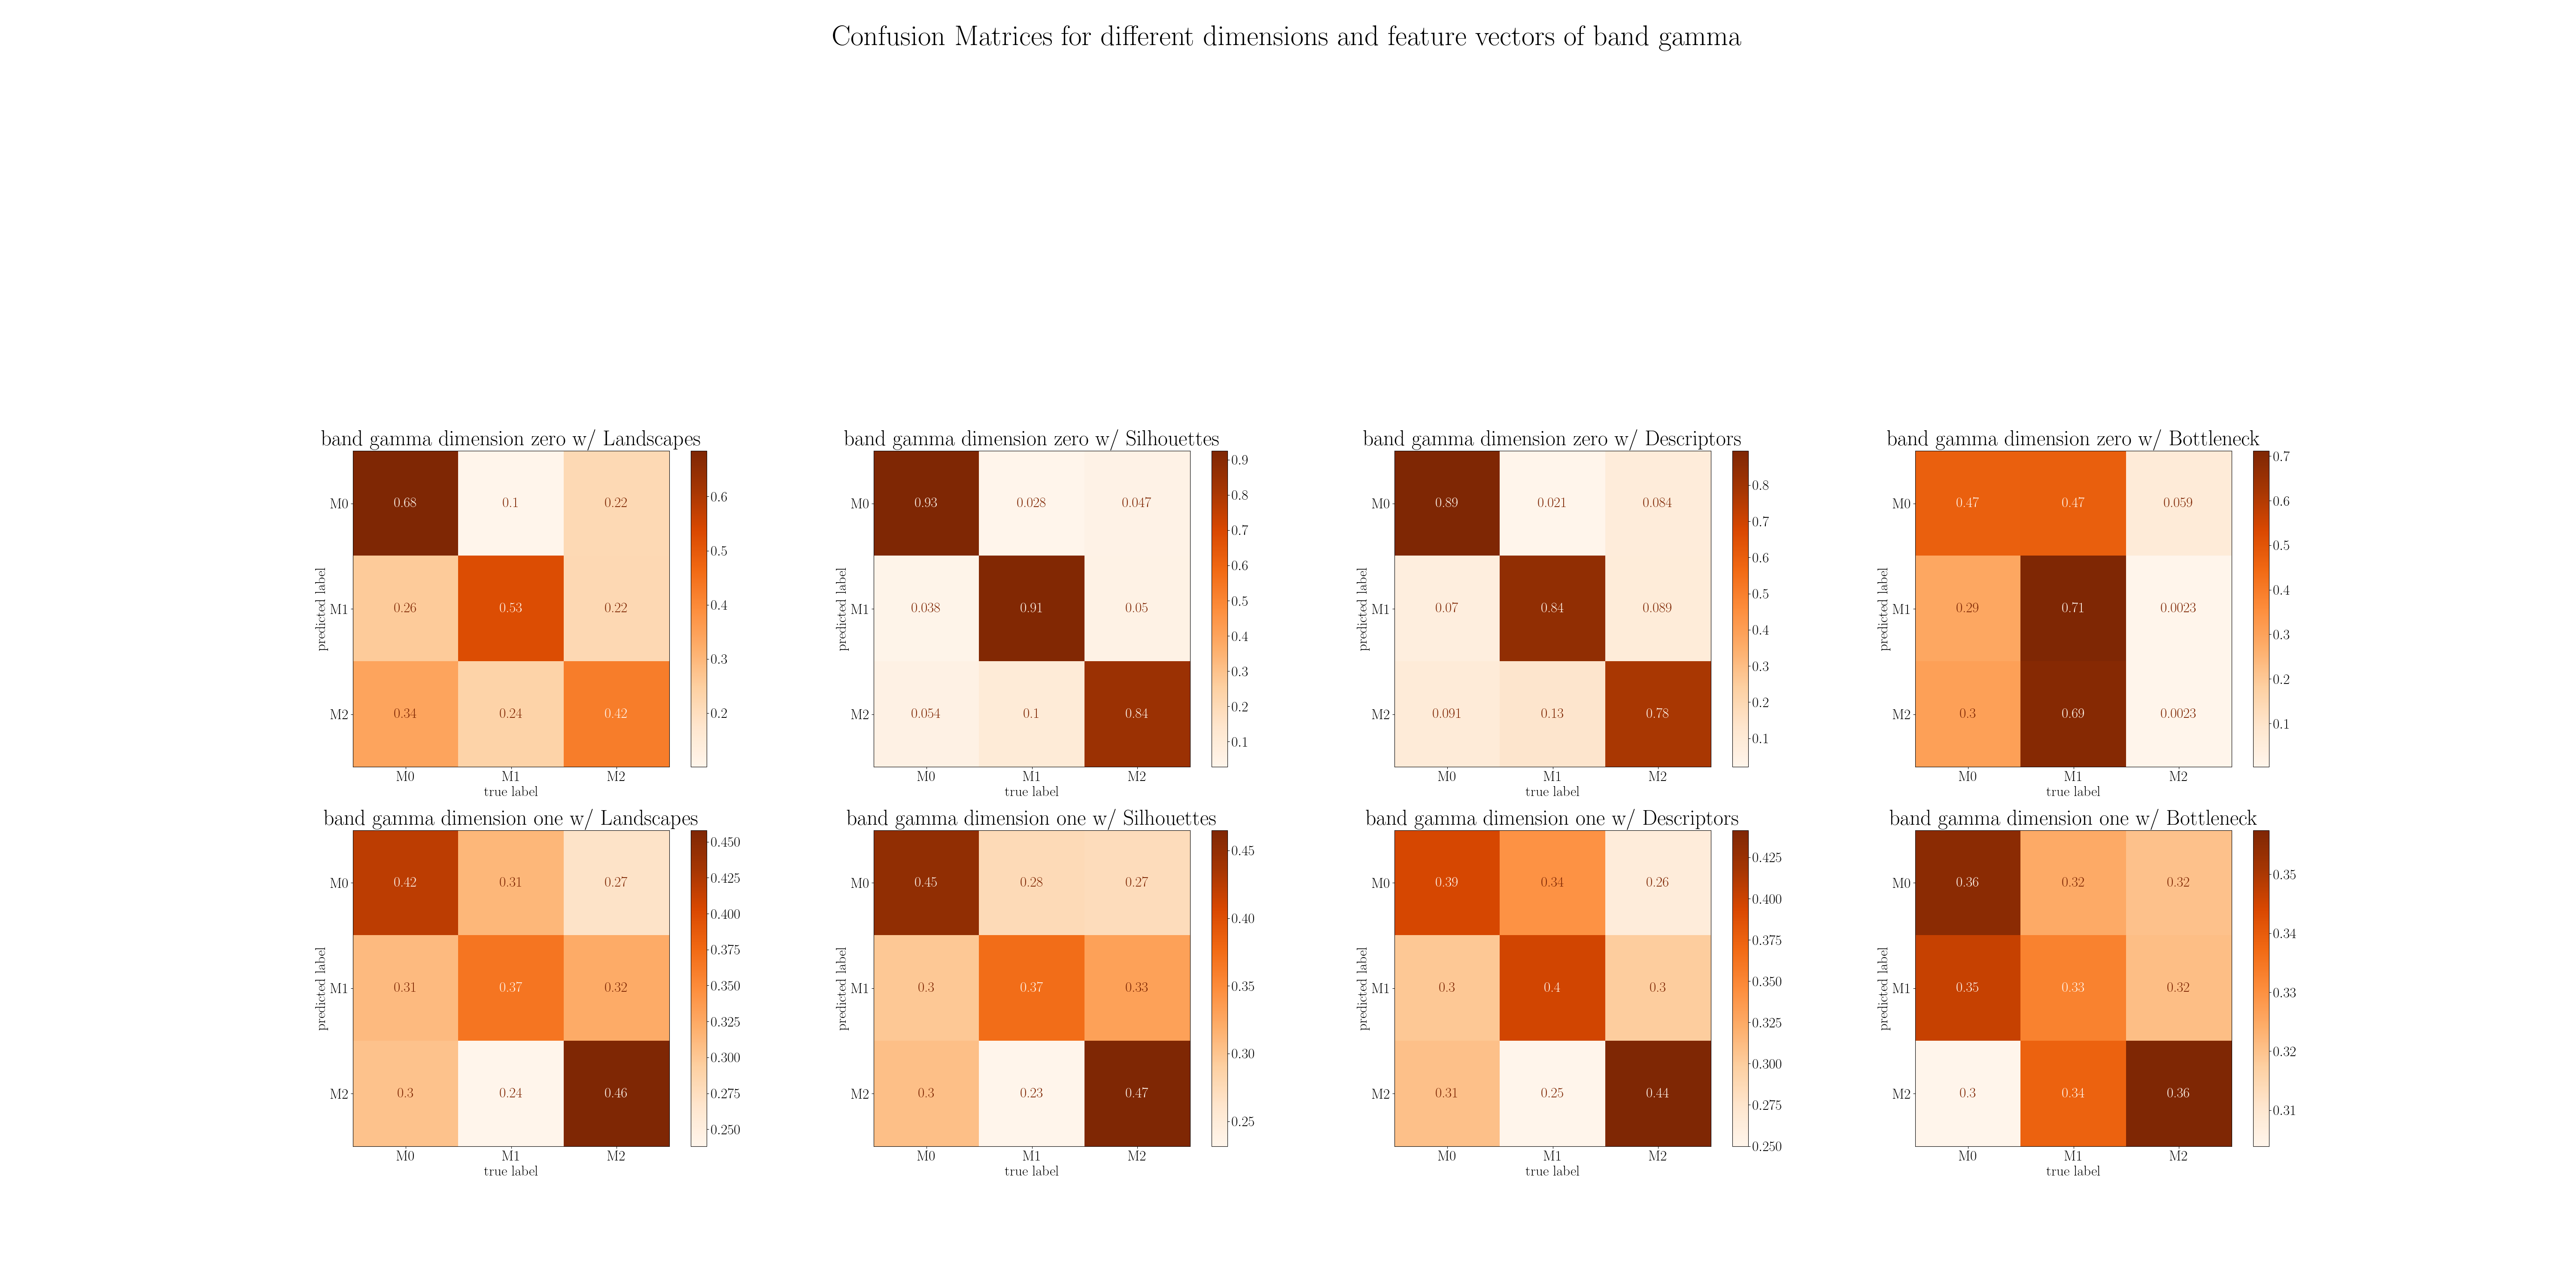 Confusion Matrices for different dimensions and feature vectors of band gamma
band gamma dimension zero w/ Landscapes
M0 0.68 0.1 0.22
M1 0.26 0.53 0.22
M2 0.34 0.24 0.42
M0 M1 M2
true label
predicted label
0.6
0.5
0.4
0.3
0.2
band gamma dimension zero w/ Silhouettes
M0 0.93 0.028 0.047
M1 0.038 0.91 0.05
M2 0.054 0.1 0.84
M0 M1 M2
true label
predicted label
0.9
0.8
0.7
0.6
0.5
0.4
0.3
0.2
0.1
band gamma dimension zero w/ Descriptors
M0 0.89 0.021 0.084
M1 0.07 0.84 0.089
M2 0.091 0.13 0.78
M0 M1 M2
true label
predicted label
0.8
0.7
0.6
0.5
0.4
0.3
0.2
0.1
band gamma dimension zero w/ Bottleneck
M0 0.47 0.47 0.059
M1 0.29 0.71 0.0023
M2 0.3 0.69 0.0023
M0 M1 M2
true label
predicted label
0.7
0.6
0.5
0.4
0.3
0.2
0.1
band gamma dimension one w/ Landscapes
M0 0.42 0.31 0.27
M1 0.31 0.37 0.32
M2 0.3 0.24 0.46
M0 M1 M2
true label
predicted label
0.450
0.425
0.400
0.375
0.350
0.325
0.300
0.275
0.250
band gamma dimension one w/ Silhouettes
M0 0.45 0.28 0.27
M1 0.3 0.37 0.33
M2 0.3 0.23 0.47
M0 M1 M2
true label
predicted label
0.45
0.40
0.35
0.30
0.25
band gamma dimension one w/ Descriptors
M0 0.39 0.34 0.26
M1 0.3 0.4 0.3
M2 0.31 0.25 0.44
M0 M1 M2
true label
predicted label
0.425
0.400
0.375
0.350
0.325
0.300
0.275
0.250
band gamma dimension one w/ Bottleneck
M0 0.36 0.32 0.32
M1 0.35 0.33 0.32
M2 0.3 0.34 0.36
M0 M1 M2
true label
predicted label
0.35
0.34
0.33
0.32
0.31